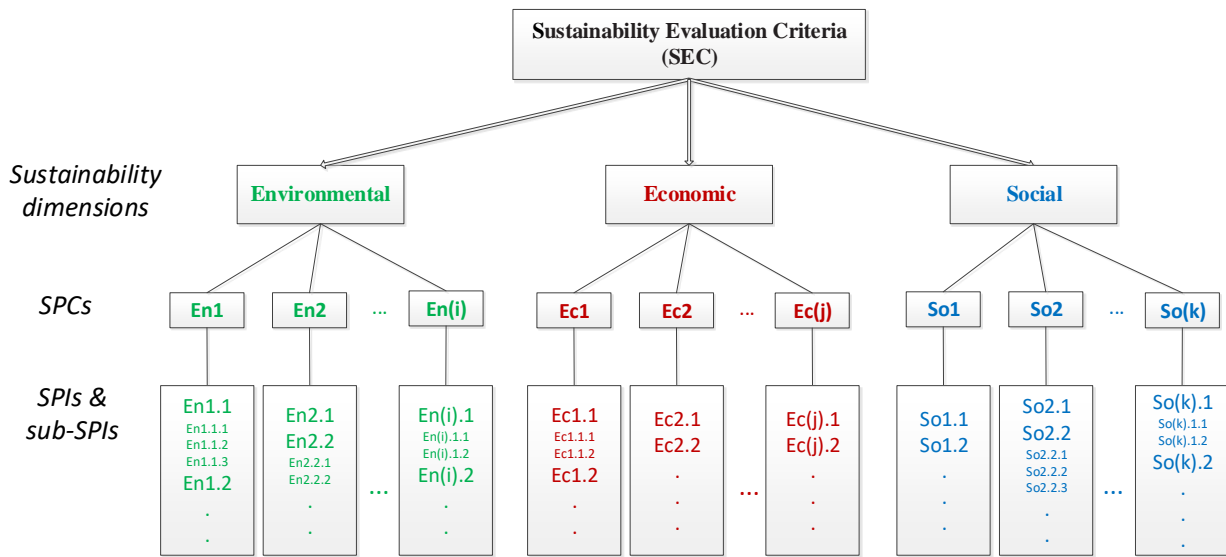 Sustainability Evaluation Criteria
(SEC)
Sustainability
dimensions
Environmental
Economic
Social
SPCs
En1
En2
...
En(i)
Ec1
Ec2
...
Ec(j)
So1
So2
...
So(k)
SPIs &
sub-SPIs
En1.1
En1.1.1
En1.1.2
En1.1.3
En1.2
.
.
En2.1
En2.2
En2.2.1
En2.2.2
.
.
...
En(i).1
En(i).1.1
En(i).1.2
En(i).2
.
.
Ec1.1
Ec1.1.1
Ec1.1.2
Ec1.2
.
.
Ec2.1
Ec2.2
.
.
.
...
Ec(j).1
Ec(j).2
.
.
.
So1.1
So1.2
.
.
.
So2.1
So2.2
So2.2.1
So2.2.2
So2.2.3
.
.
...
So(k).1
So(k).1.1
So(k).1.2
So(k).2
.
.
.